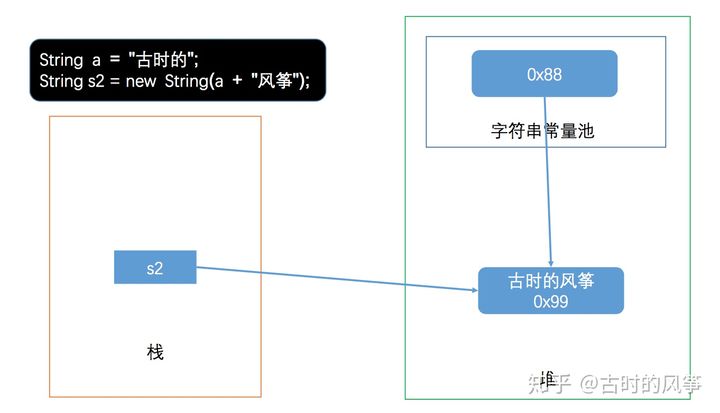 String a = "古时的";
String s2 = new String(a + "风筝");
0x88
字符串常量池
s2
古时的风筝
0x99
栈
堆
知乎 @古时的风筝